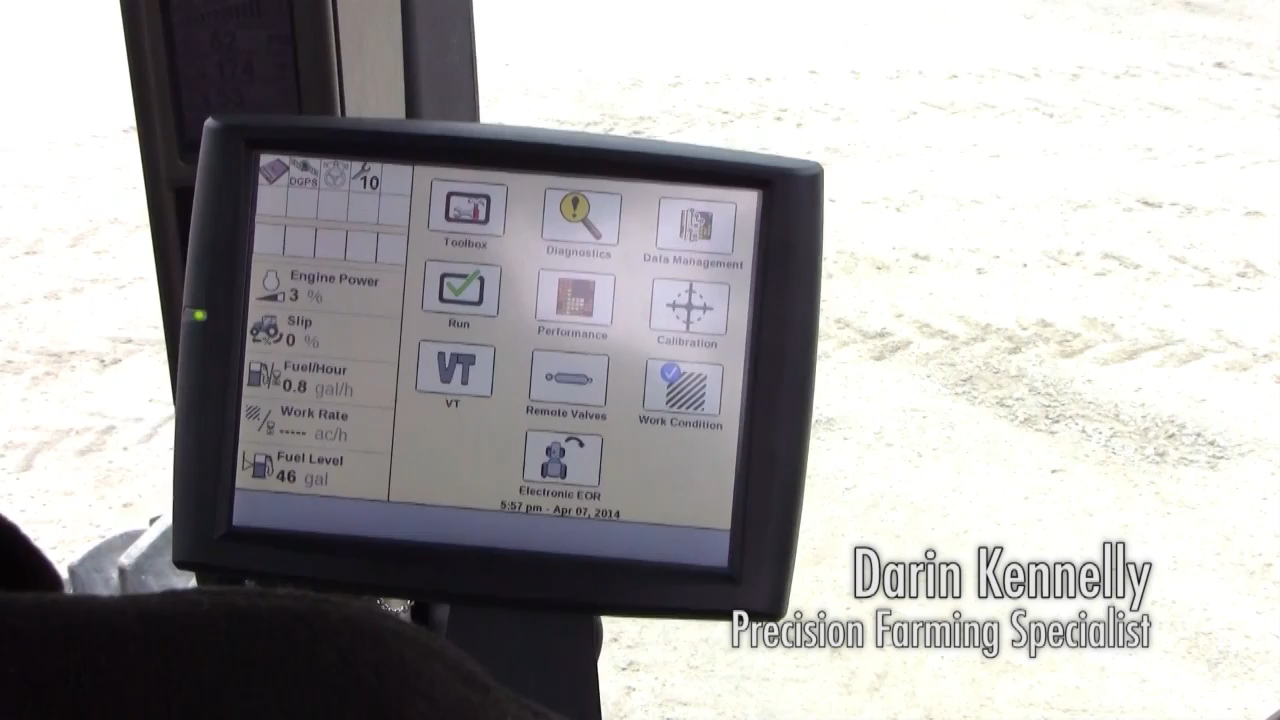 DGPS
10
Engine Power
3 %
Slip
0 %
Fuel/Hour
0.8 gal/h
Work Rate
----- ac/h
Fuel Level
46 gal
Toolbox
Diagnostics
Data Management
Run
Performance
Calibration
VT
VT
Remote Valves
Work Condition
Electronic EOR
5:57 pm - Apr 07, 2014
Darin Kennelly
Precision Farming Specialist